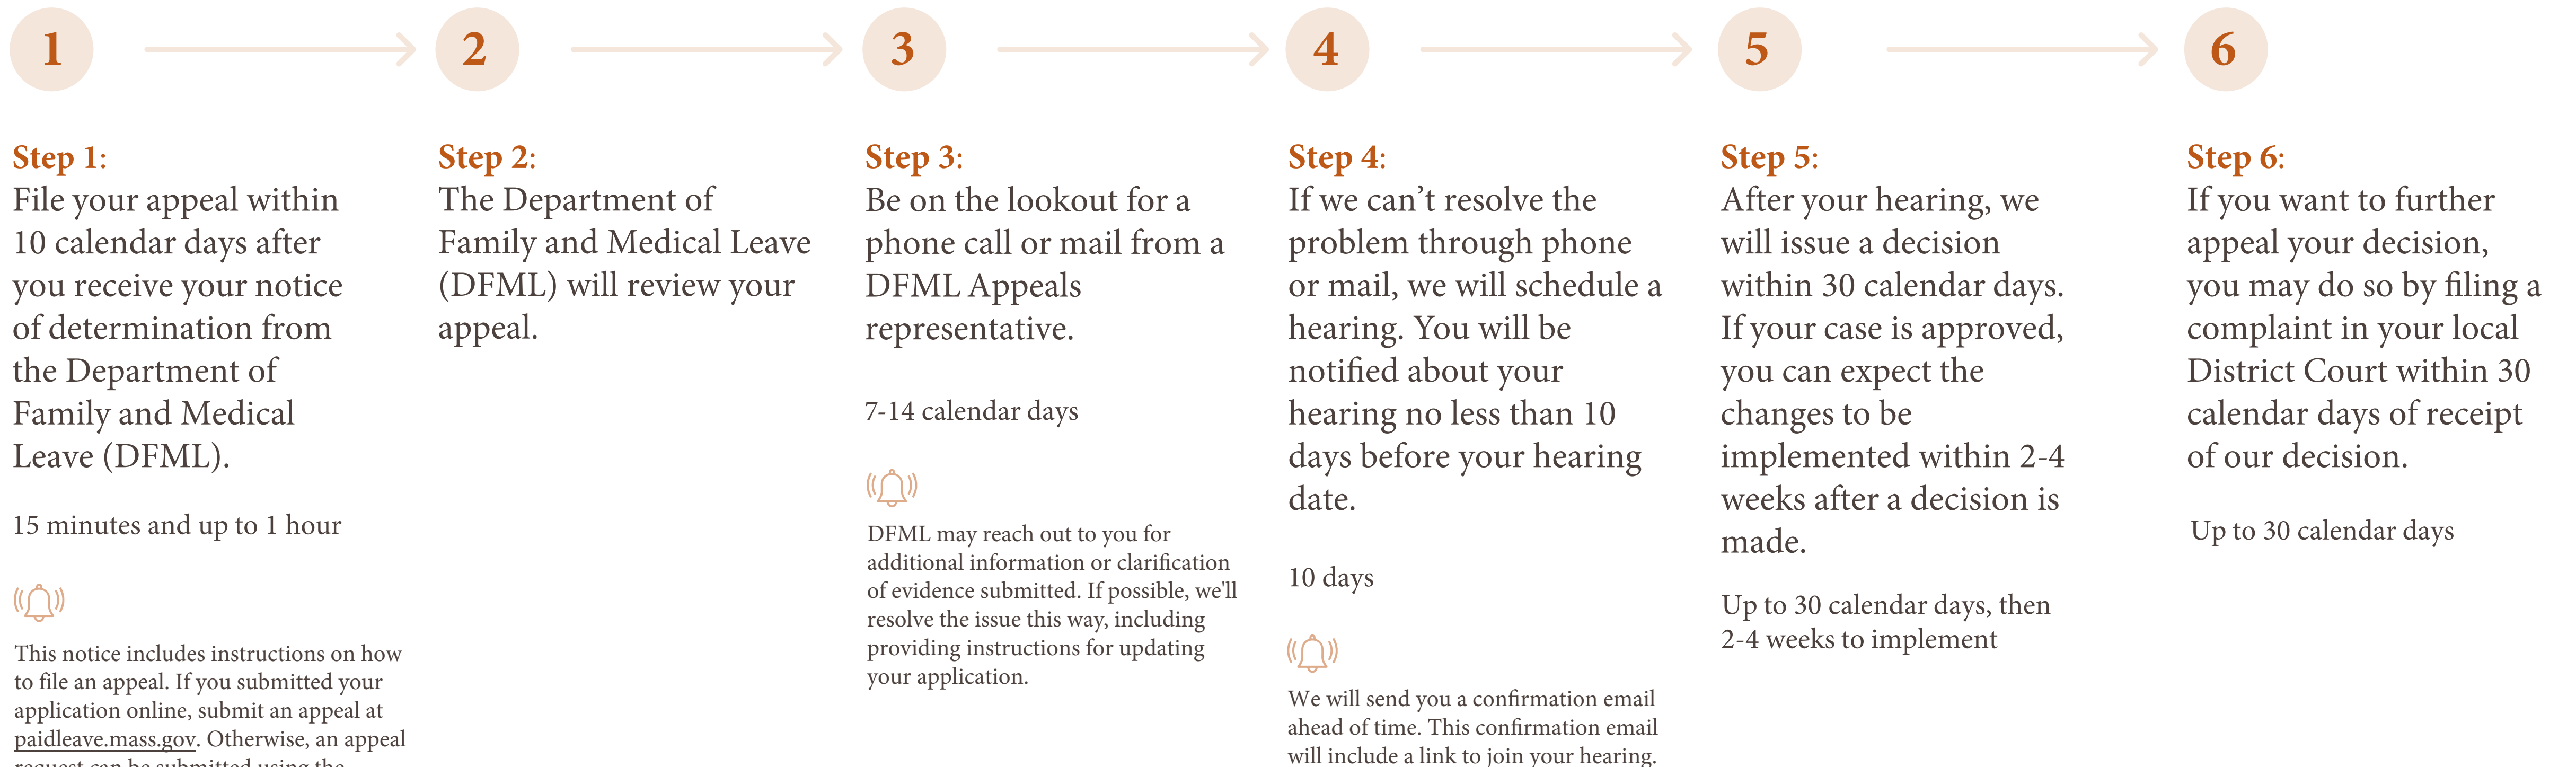 1
2
3
4
5
6
Step 1:
File your appeal within
10 calendar days after
you receive your notice
of determination from
the Department of
Family and Medical
Leave (DFML).
15 minutes and up to 1 hour
This notice includes instructions on how
to file an appeal. If you submitted your
application online, submit an appeal at
paidleave.mass.gov. Otherwise, an appeal
request can be submitted using the
Step 2:
The Department of
Family and Medical Leave
(DFML) will review your
appeal.
Step 3:
Be on the lookout for a
phone call or mail from a
DFML Appeals
representative.
7-14 calendar days
DFML may reach out to you for
additional information or clarification
of evidence submitted. If possible, we'll
resolve the issue this way, including
providing instructions for updating
your application.
Step 4:
If we can’t resolve the
problem through phone
or mail, we will schedule a
hearing. You will be
notified about your
hearing no less than 10
days before your hearing
date.
10 days
We will send you a confirmation email
ahead of time. This confirmation email
will include a link to join your hearing.
Step 5:
After your hearing, we
will issue a decision
within 30 calendar days.
If your case is approved,
you can expect the
changes to be
implemented within 2-4
weeks after a decision is
made.
Up to 30 calendar days, then
2-4 weeks to implement
Step 6:
If you want to further
appeal your decision,
you may do so by filing a
complaint in your local
District Court within 30
calendar days of receipt
of our decision.
Up to 30 calendar days